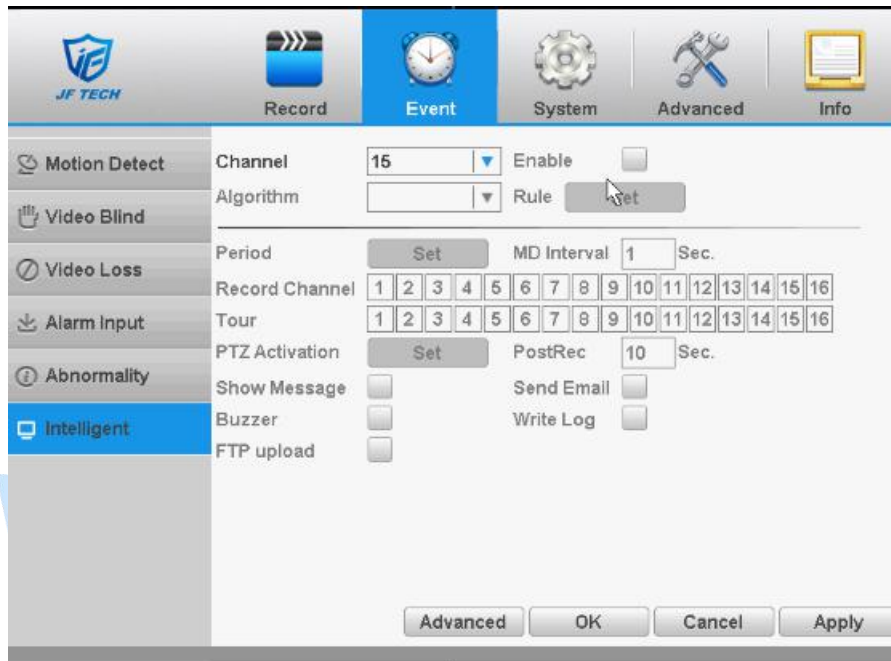 JF TECH
Record Event System Advanced Info
Motion Detect
Video Blind
Video Loss
Alarm Input
Abnormality
Intelligent
Channel 15 Enable
Algorithm Rule Set
Period Set MD Interval 1 Sec.
Record Channel 1 2 3 4 5 6 7 8 9 10 11 12 13 14 15 16
Tour 1 2 3 4 5 6 7 8 9 10 11 12 13 14 15 16
PTZ Activation Set PostRec 10 Sec.
Show Message Send Email
Buzzer Write Log
FTP upload
Advanced OK Cancel Apply